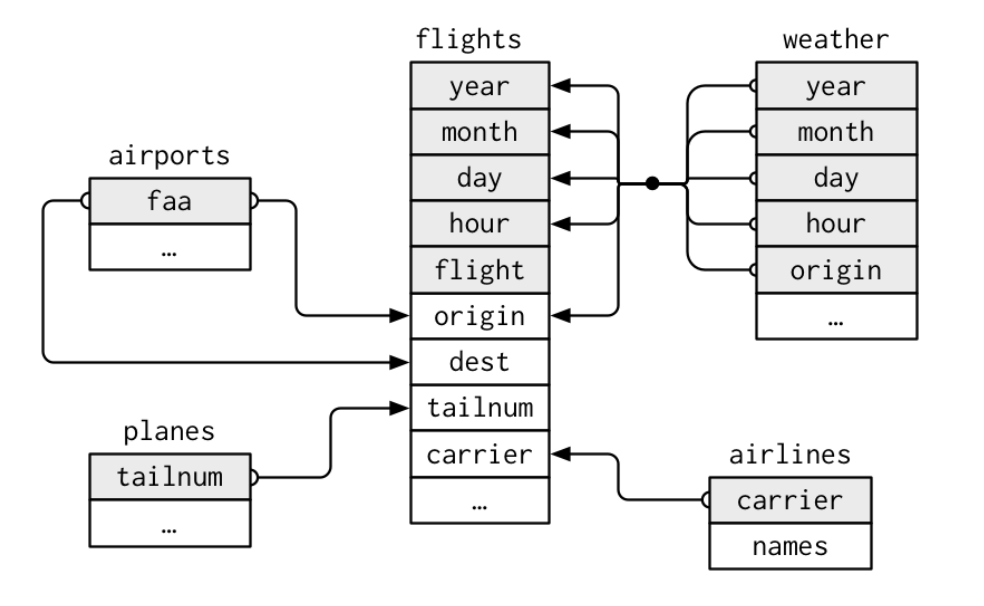 flights
year
month
day
hour
flight
origin
dest
tailnum
carrier
…
weather
year
month
day
hour
origin
…
airports
faa
…
planes
tailnum
…
airlines
carrier
names